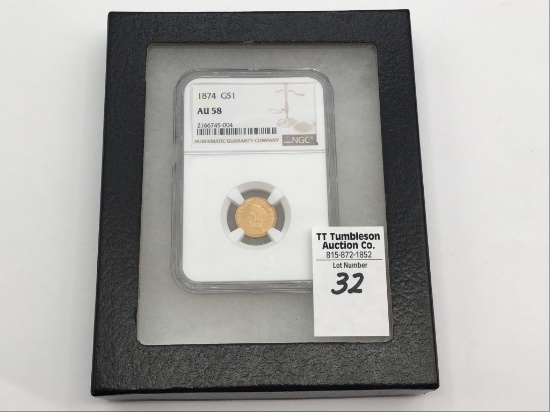 1874 G$1
AU 58
2166745-004
NUMISMATIC GUARANTY COMPANY
NGC
TT Tumbleson
Auction Co.
815-872-1852
Lot Number
32